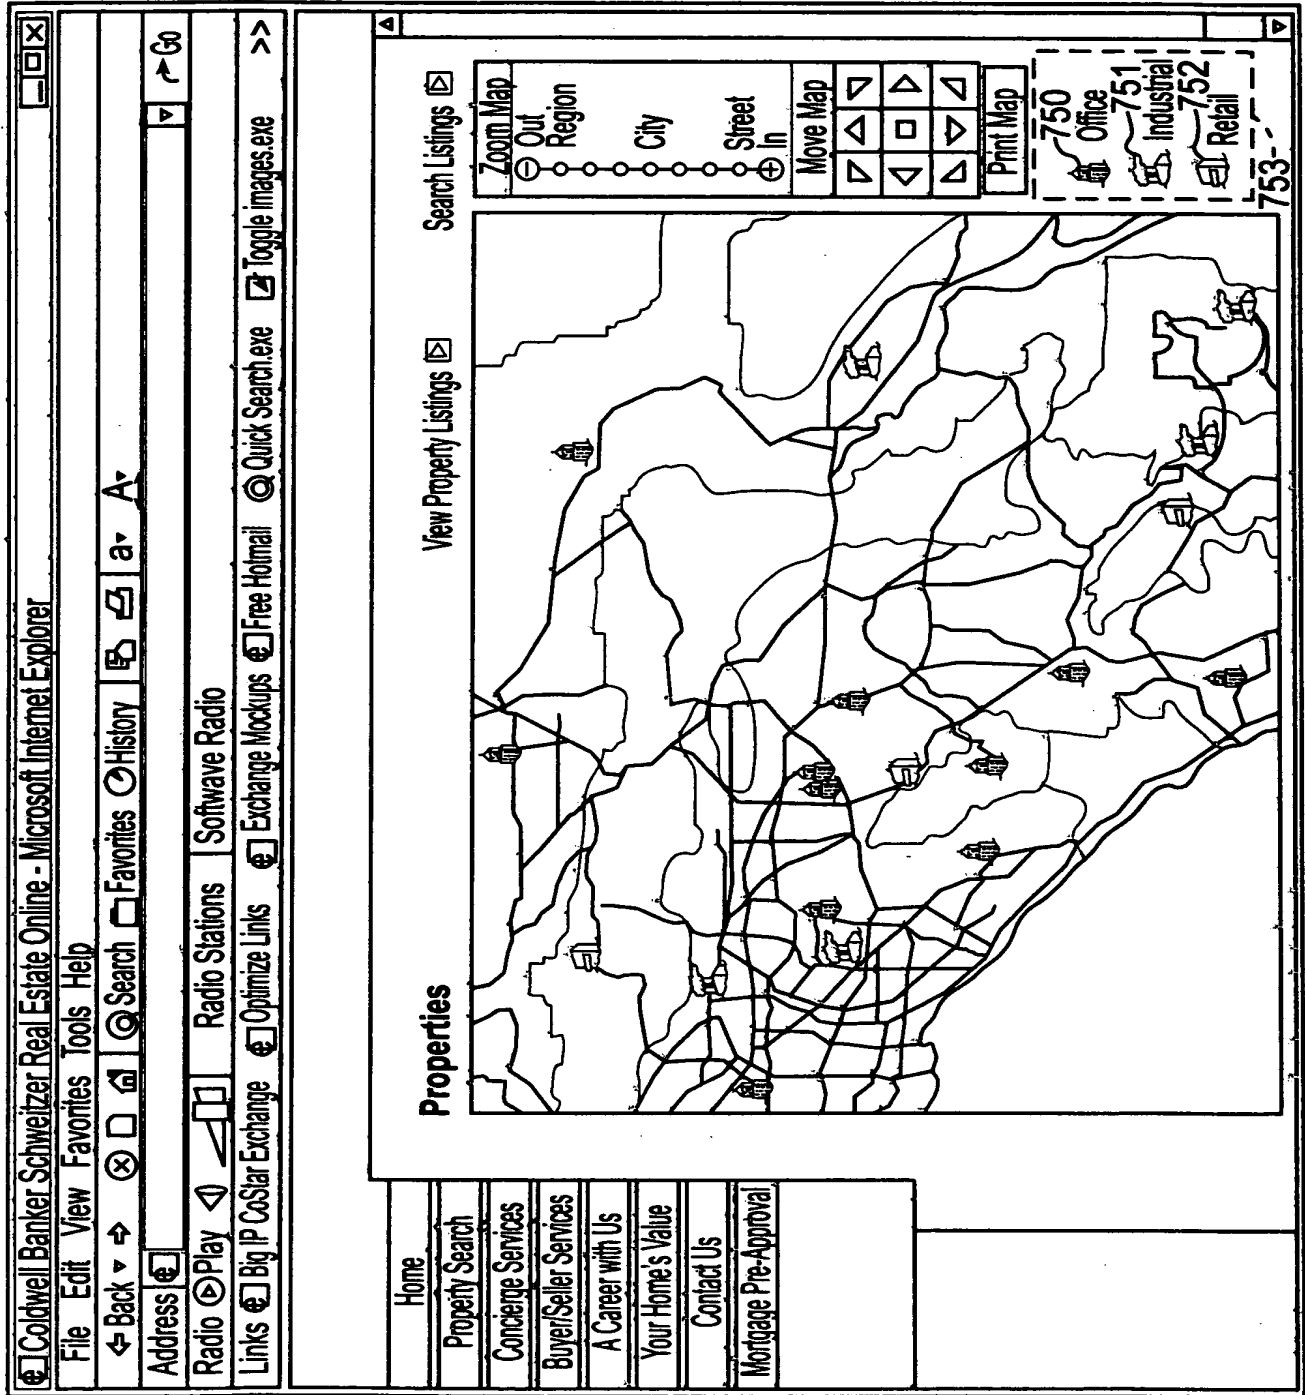 Coldwell Banker Schweitzer Real Estate Online - Microsoft Internet Explorer
File Edit View Favorites Tools Help
Back Search Favorites History a A
Address Go
Radio Play Radio Stations Softwave Radio
Links Big IP CoStar Exchange Optimize Links Exchange Mockups Free Hotmail Quick Search.exe Toggle images.exe >>
Home
Property Search
Concierge Services
Buyer/Seller Services
A Career with Us
Your Home's Value
Contact Us
Mortgage Pre-Approval
Properties
View Property Listings
Search Listings
Zoom Map
Out
Region
City
Street
In
Move Map
Print Map
750
Office
751
Industrial
752
Retail
753